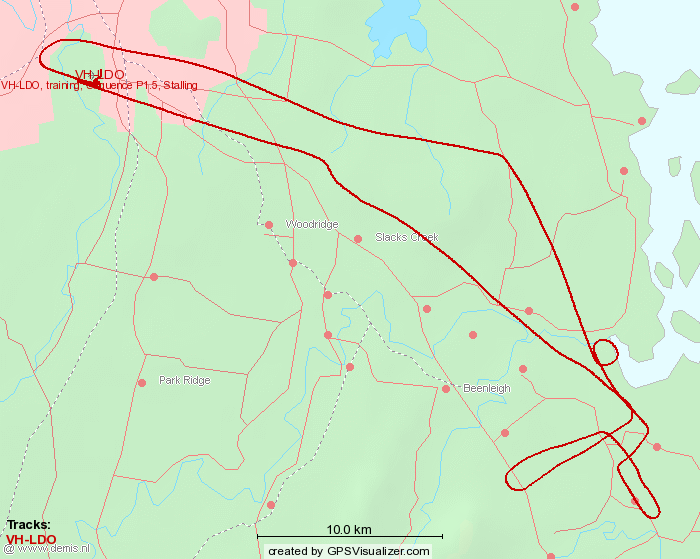 VH-LDO
VH-LDO, training, Sequence P1.5, Stalling
Woodridge
Slacks Creek
Park Ridge
Beenleigh
Tracks:
VH-LDO
@ www.demis.nl
10.0 km
created by GPSVisualizer.com